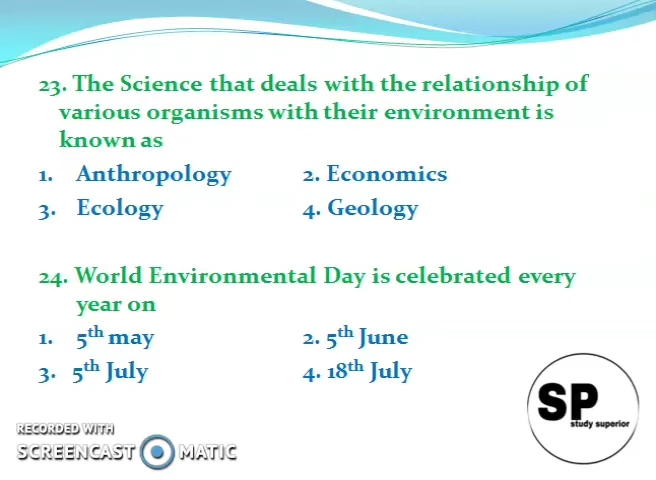 23. The Science that deals with the relationship of
various organisms with their environment is
known as
1. Anthropology 2. Economics
3. Ecology 4. Geology
24. World Environmental Day is celebrated every
year on
1. 5th may 2. 5th June
3. 5th July 4. 18th July
SP
study superior
RECORDED WITH
SCREENCAST MATIC